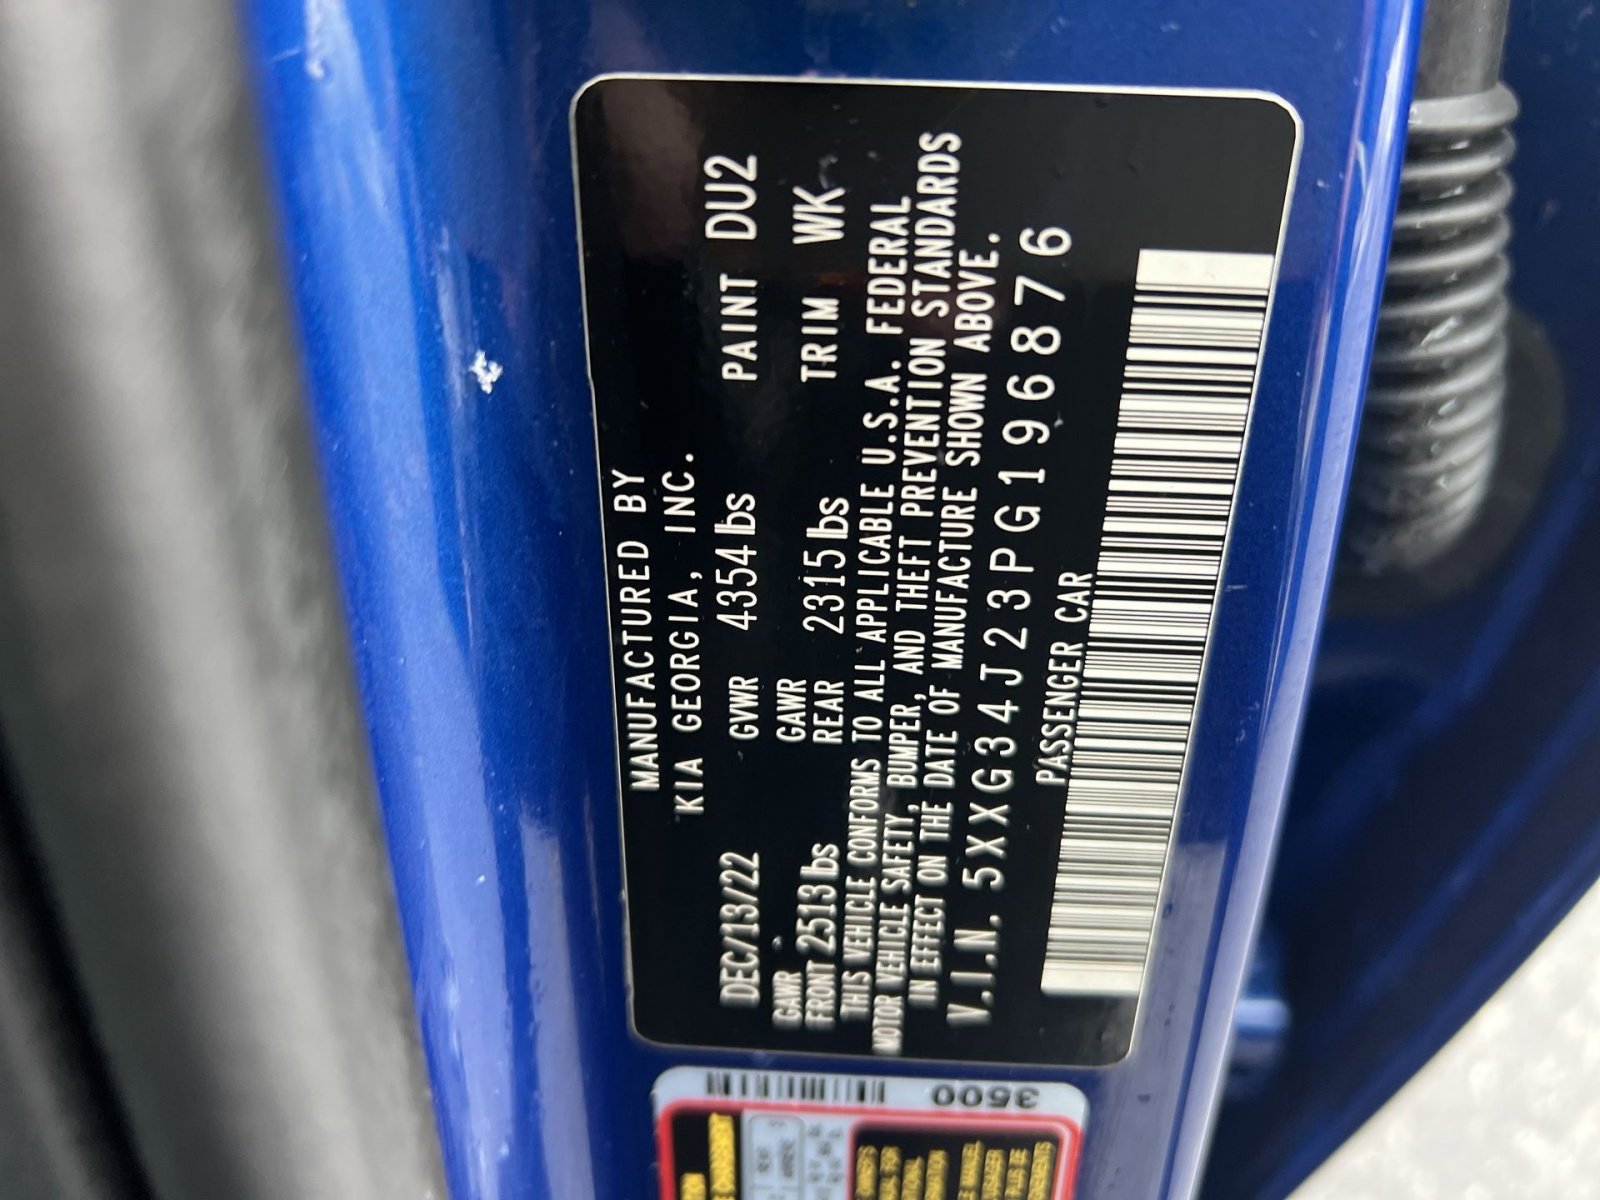 MANUFACTURED BY
KIA GEORGIA, INC.
DEC/13/22 GVWR 4354 lbs PAINT DU2
GAWR FRONT 2513 lbs GAWR REAR 2315 lbs TRIM WK
THIS VEHICLE CONFORMS TO ALL APPLICABLE U.S.A. FEDERAL
MOTOR VEHICLE SAFETY, BUMPER, AND THEFT PREVENTION STANDARDS
IN EFFECT ON THE DATE OF MANUFACTURE SHOWN ABOVE.
V.I.N. 5XXG34J23PG196876
PASSENGER CAR
3500